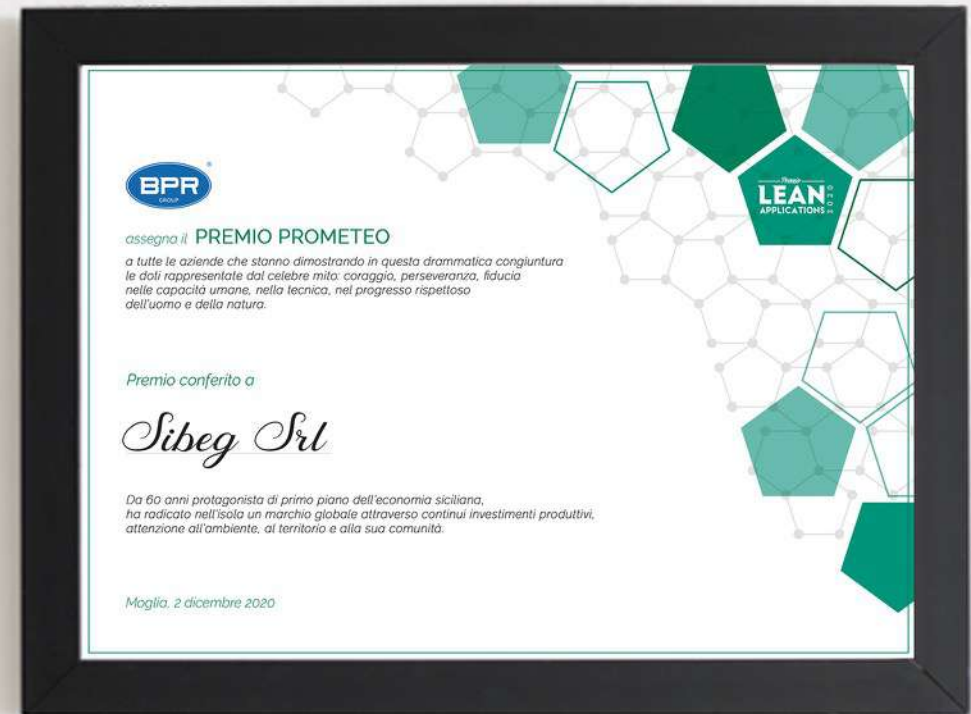 BPR
GROUP
®
Premio
LEAN
APPLICATIONS
2020
assegna il PREMIO PROMETEO
a tutte le aziende che stanno dimostrando in questa drammatica congiuntura
le doti rappresentate dal celebre mito: coraggio, perseveranza, fiducia
nelle capacità umane, nella tecnica, nel progresso rispettoso
dell'uomo e della natura.
Premio conferito a
Sibeg Srl
Da 60 anni protagonista di primo piano dell'economia siciliana,
ha radicato nell'isola un marchio globale attraverso continui investimenti produttivi,
attenzione all'ambiente, al territorio e alla sua comunità.
Moglia, 2 dicembre 2020